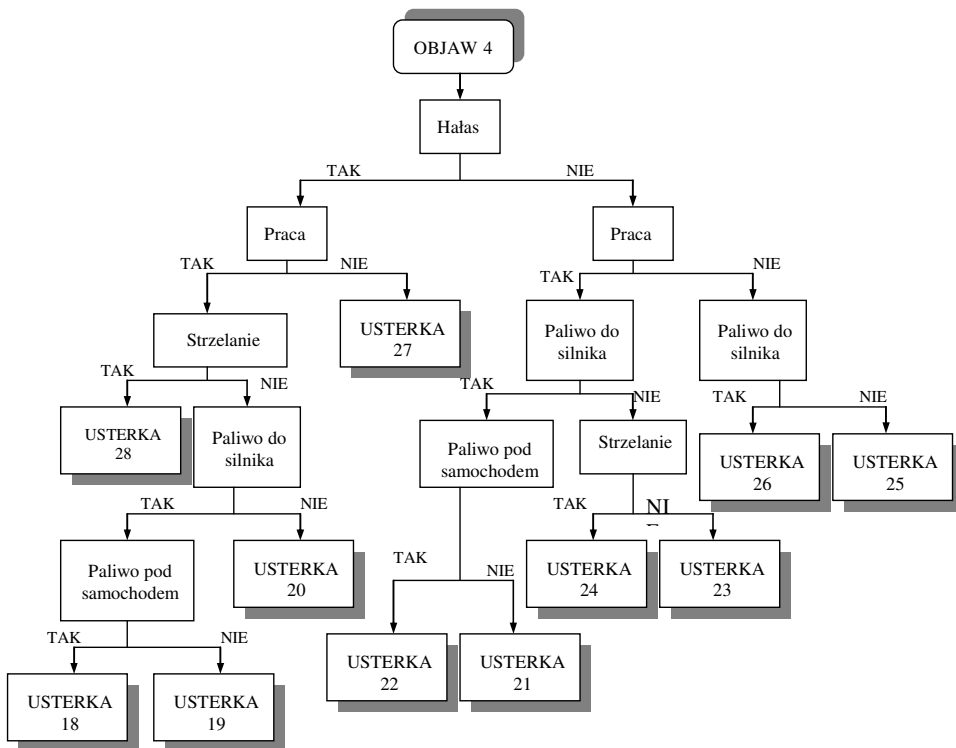 OBJAW 4
Hałas
TAK
NIE
Praca
Praca
TAK
NIE
TAK
NIE
Strzelanie
USTERKA
27
Paliwo do
silnika
Paliwo do
silnika
TAK
NIE
TAK
NIE
TAK
NIE
USTERKA
28
Paliwo do
silnika
Paliwo pod
samochodem
Strzelanie
USTERKA
26
USTERKA
25
TAK
NIE
TAK
NI
Paliwo pod
samochodem
USTERKA
20
TAK
NIE
USTERKA
24
USTERKA
23
TAK
NIE
USTERKA
22
USTERKA
21
USTERKA
18
USTERKA
19